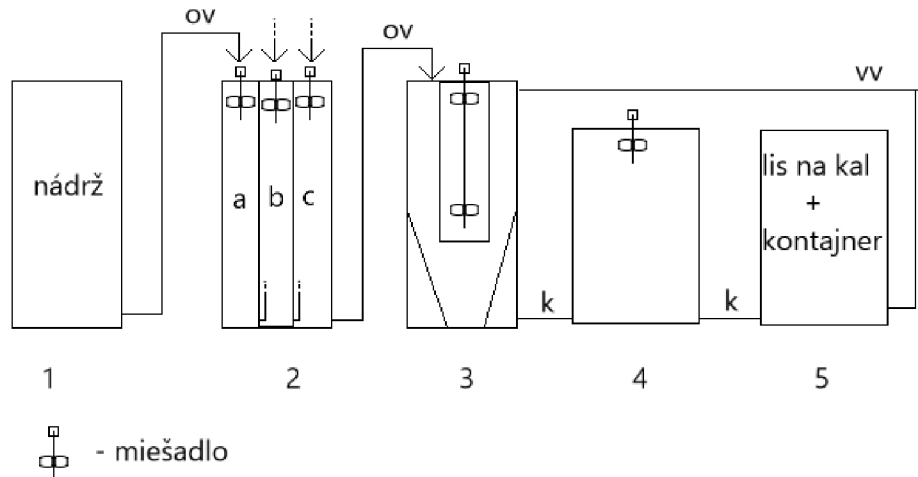 ov
ov
vv
nádrž
a b c
lis na kal
+
kontajner
k
k
1 2 3 4 5
- miešadlo